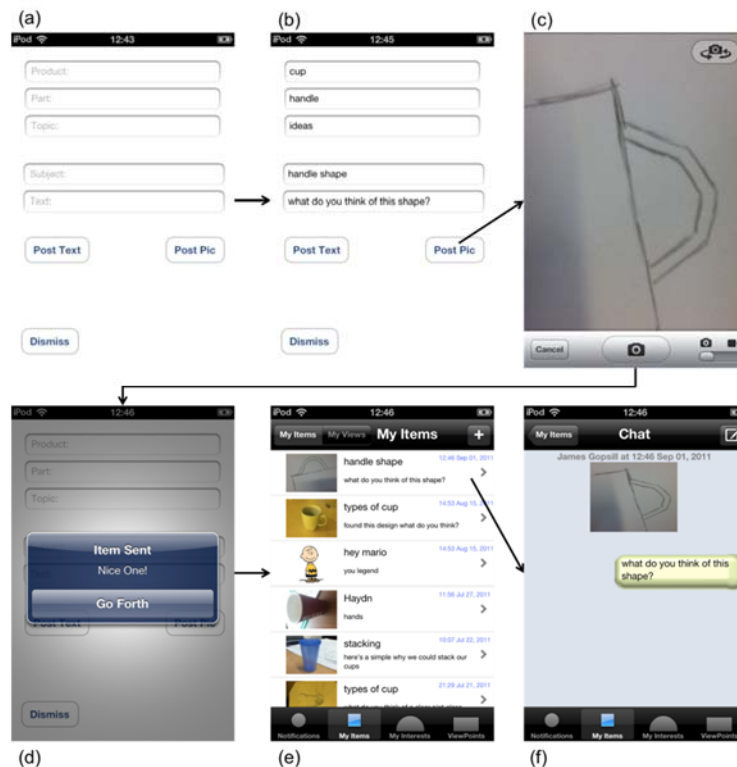 (a)
iPod 12:43
Product:
Part:
Topic:
Subject:
Text:
Post Text Post Pic
Dismiss
(b)
iPod 12:45
cup
handle
ideas
handle shape
what do you think of this shape?
Post Text Post Pic
Dismiss
(c)
Cancel
iPod 12:46
Product:
Part:
Topic:
Item Sent
Nice One!
Go Forth
Post Text Post Pic
Dismiss
(d)
iPod 12:46
My Items My Views My Items +
handle shape 12:46 Sep 01, 2011
what do you think of this shape?
types of cup 14:53 Aug 15, 2011
found this design what do you think?
hey mario 14:53 Aug 15, 2011
you legend
Haydn 11:56 Jul 27, 2011
hands
stacking 10:07 Jul 22, 2011
here's a simple why we could stack our
cups
types of cup 21:29 Jul 21, 2011
Notifications My Items My Interests ViewPoints
(e)
iPod 12:46
My Items Chat
James Gopsill at 12:46 Sep 01, 2011
what do you think of this
shape?
Notifications My Items My Interests ViewPoints
(f)